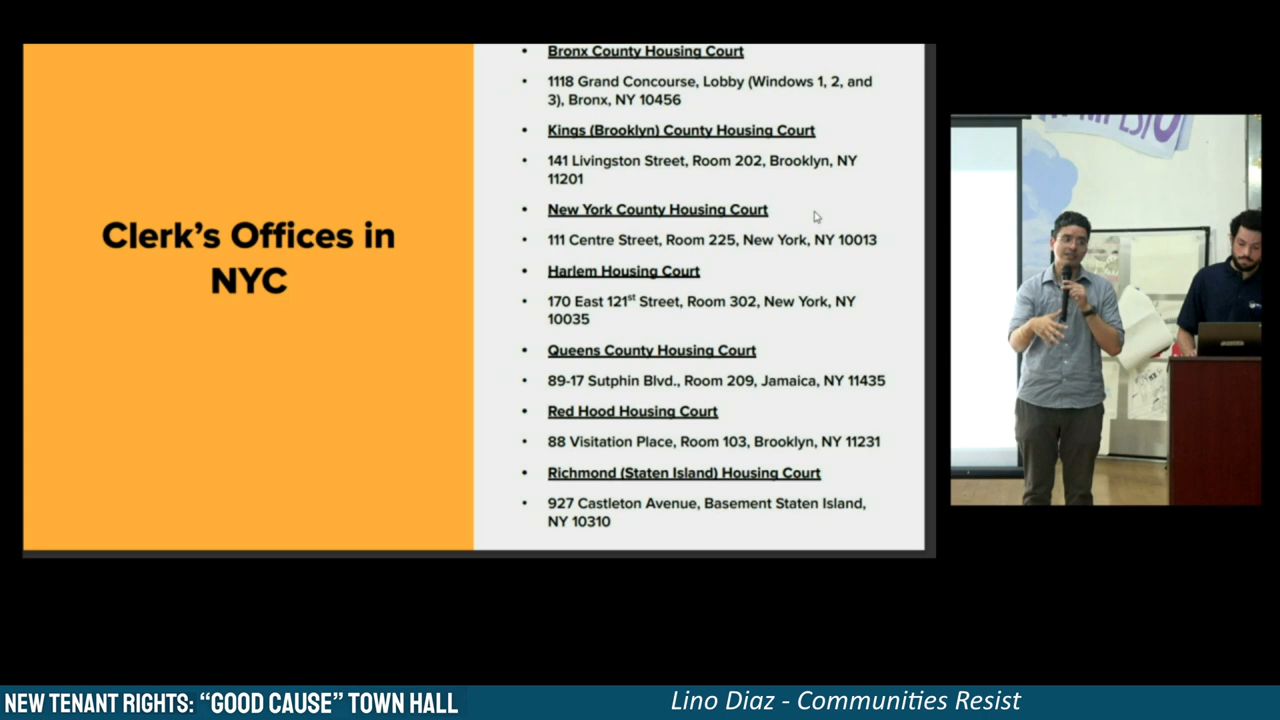 Clerk's Offices in
NYC
• Bronx County Housing Court
• 1118 Grand Concourse, Lobby (Windows 1, 2, and
3), Bronx, NY 10456
• Kings (Brooklyn) County Housing Court
• 141 Livingston Street, Room 202, Brooklyn, NY
11201
• New York County Housing Court
• 111 Centre Street, Room 225, New York, NY 10013
• Harlem Housing Court
• 170 East 121st Street, Room 302, New York, NY
10035
• Queens County Housing Court
• 89-17 Sutphin Blvd., Room 209, Jamaica, NY 11435
• Red Hood Housing Court
• 88 Visitation Place, Room 103, Brooklyn, NY 11231
• Richmond (Staten Island) Housing Court
• 927 Castleton Avenue, Basement Staten Island,
NY 10310
NEW TENANT RIGHTS: “GOOD CAUSE” TOWN HALL
Lino Diaz - Communities Resist